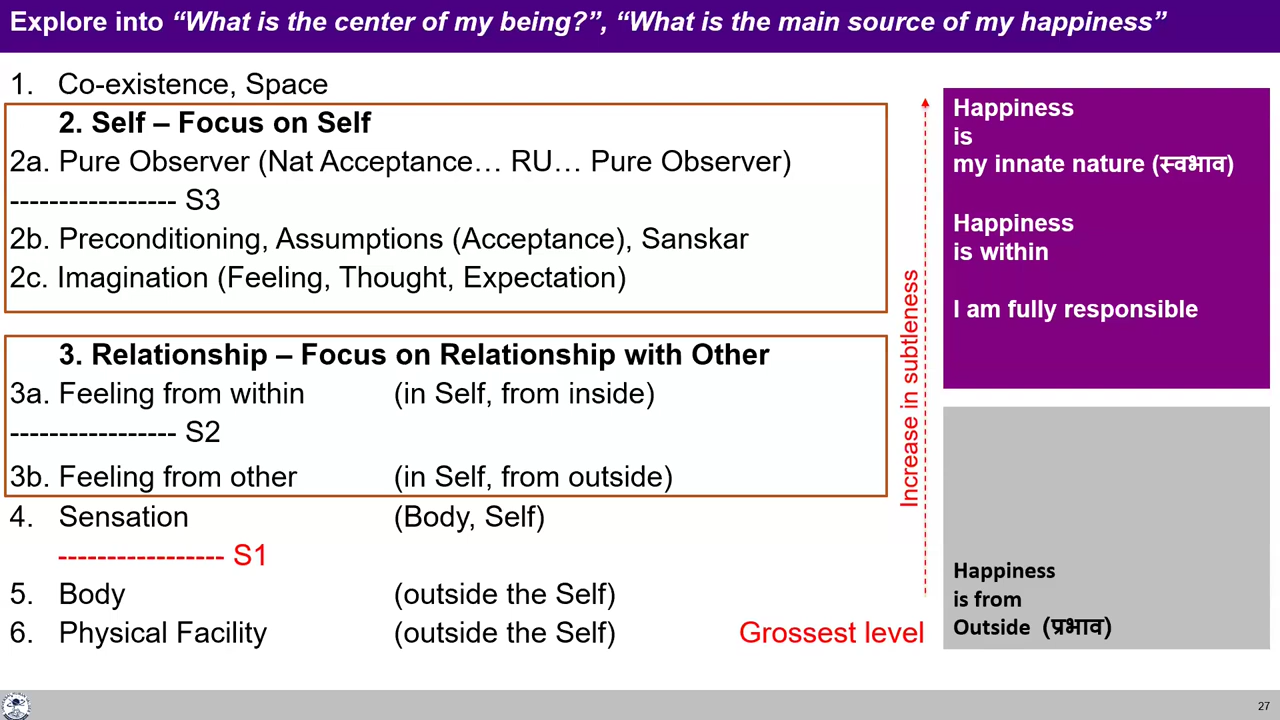 Explore into “What is the center of my being?”, “What is the main source of my happiness”
1. Co-existence, Space
2. Self – Focus on Self
2a. Pure Observer (Nat Acceptance… RU… Pure Observer)
----------------- S3
2b. Preconditioning, Assumptions (Acceptance), Sanskar
2c. Imagination (Feeling, Thought, Expectation)
3. Relationship – Focus on Relationship with Other
3a. Feeling from within (in Self, from inside)
----------------- S2
3b. Feeling from other (in Self, from outside)
4. Sensation (Body, Self)
----------------- S1
5. Body (outside the Self)
6. Physical Facility (outside the Self) Grossest level
Increase in subtleness
Happiness
is
my innate nature (स्वभाव)
Happiness
is within
I am fully responsible
Happiness
is from
Outside (प्रभाव)
27